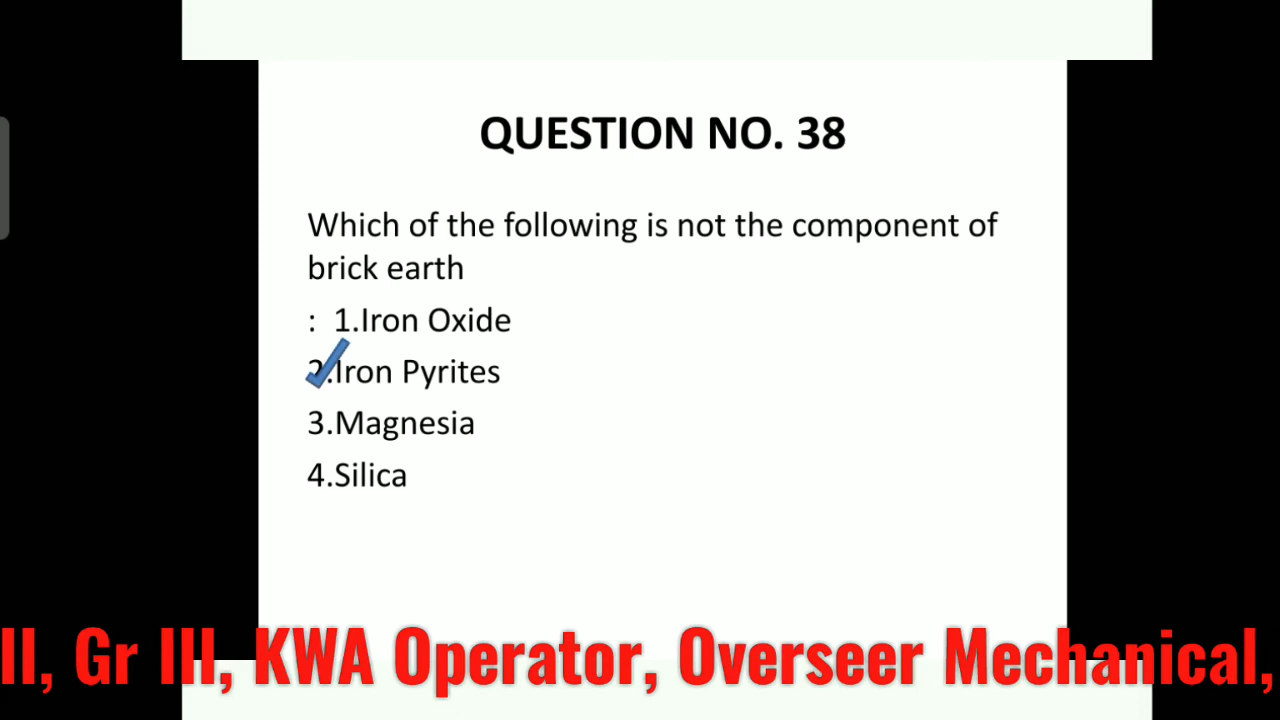 QUESTION NO. 38
Which of the following is not the component of
brick earth
: 1.Iron Oxide
2.Iron Pyrites
3.Magnesia
4.Silica
II, Gr III, KWA Operator, Overseer Mechanical,